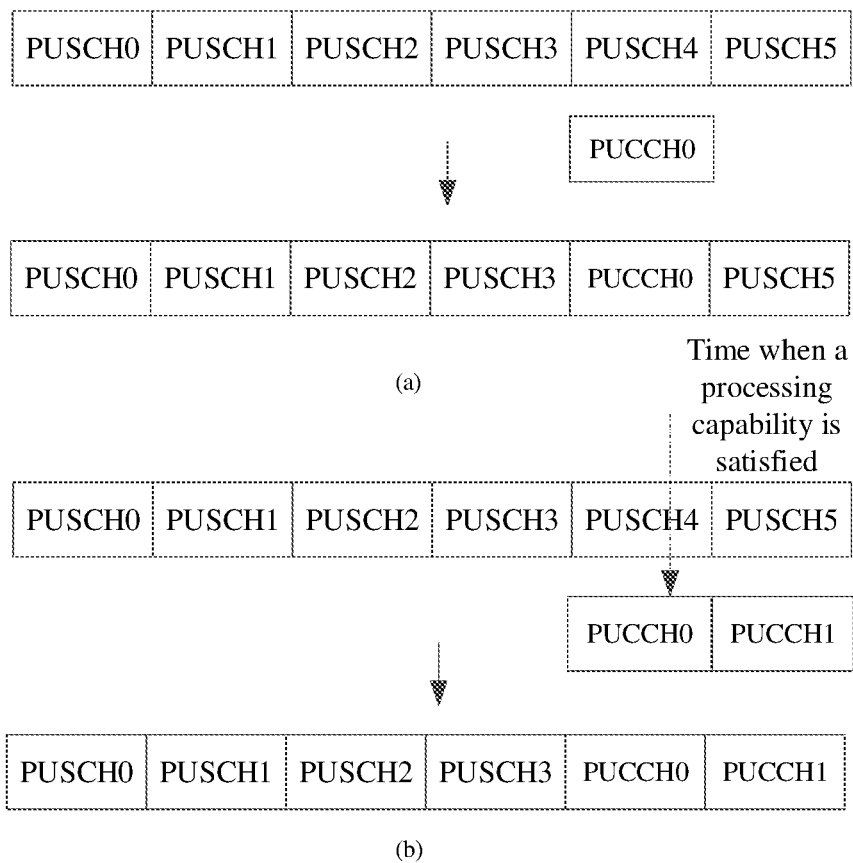 PUSCH0 PUSCH1 PUSCH2 PUSCH3 PUSCH4 PUSCH5
PUCCH0
PUSCH0 PUSCH1 PUSCH2 PUSCH3 PUCCH0 PUSCH5
(a)
Time when a
processing
capability is
satisfied
PUSCH0 PUSCH1 PUSCH2 PUSCH3 PUSCH4 PUSCH5
PUCCH0 PUCCH1
PUSCH0 PUSCH1 PUSCH2 PUSCH3 PUCCH0 PUCCH1
(b)